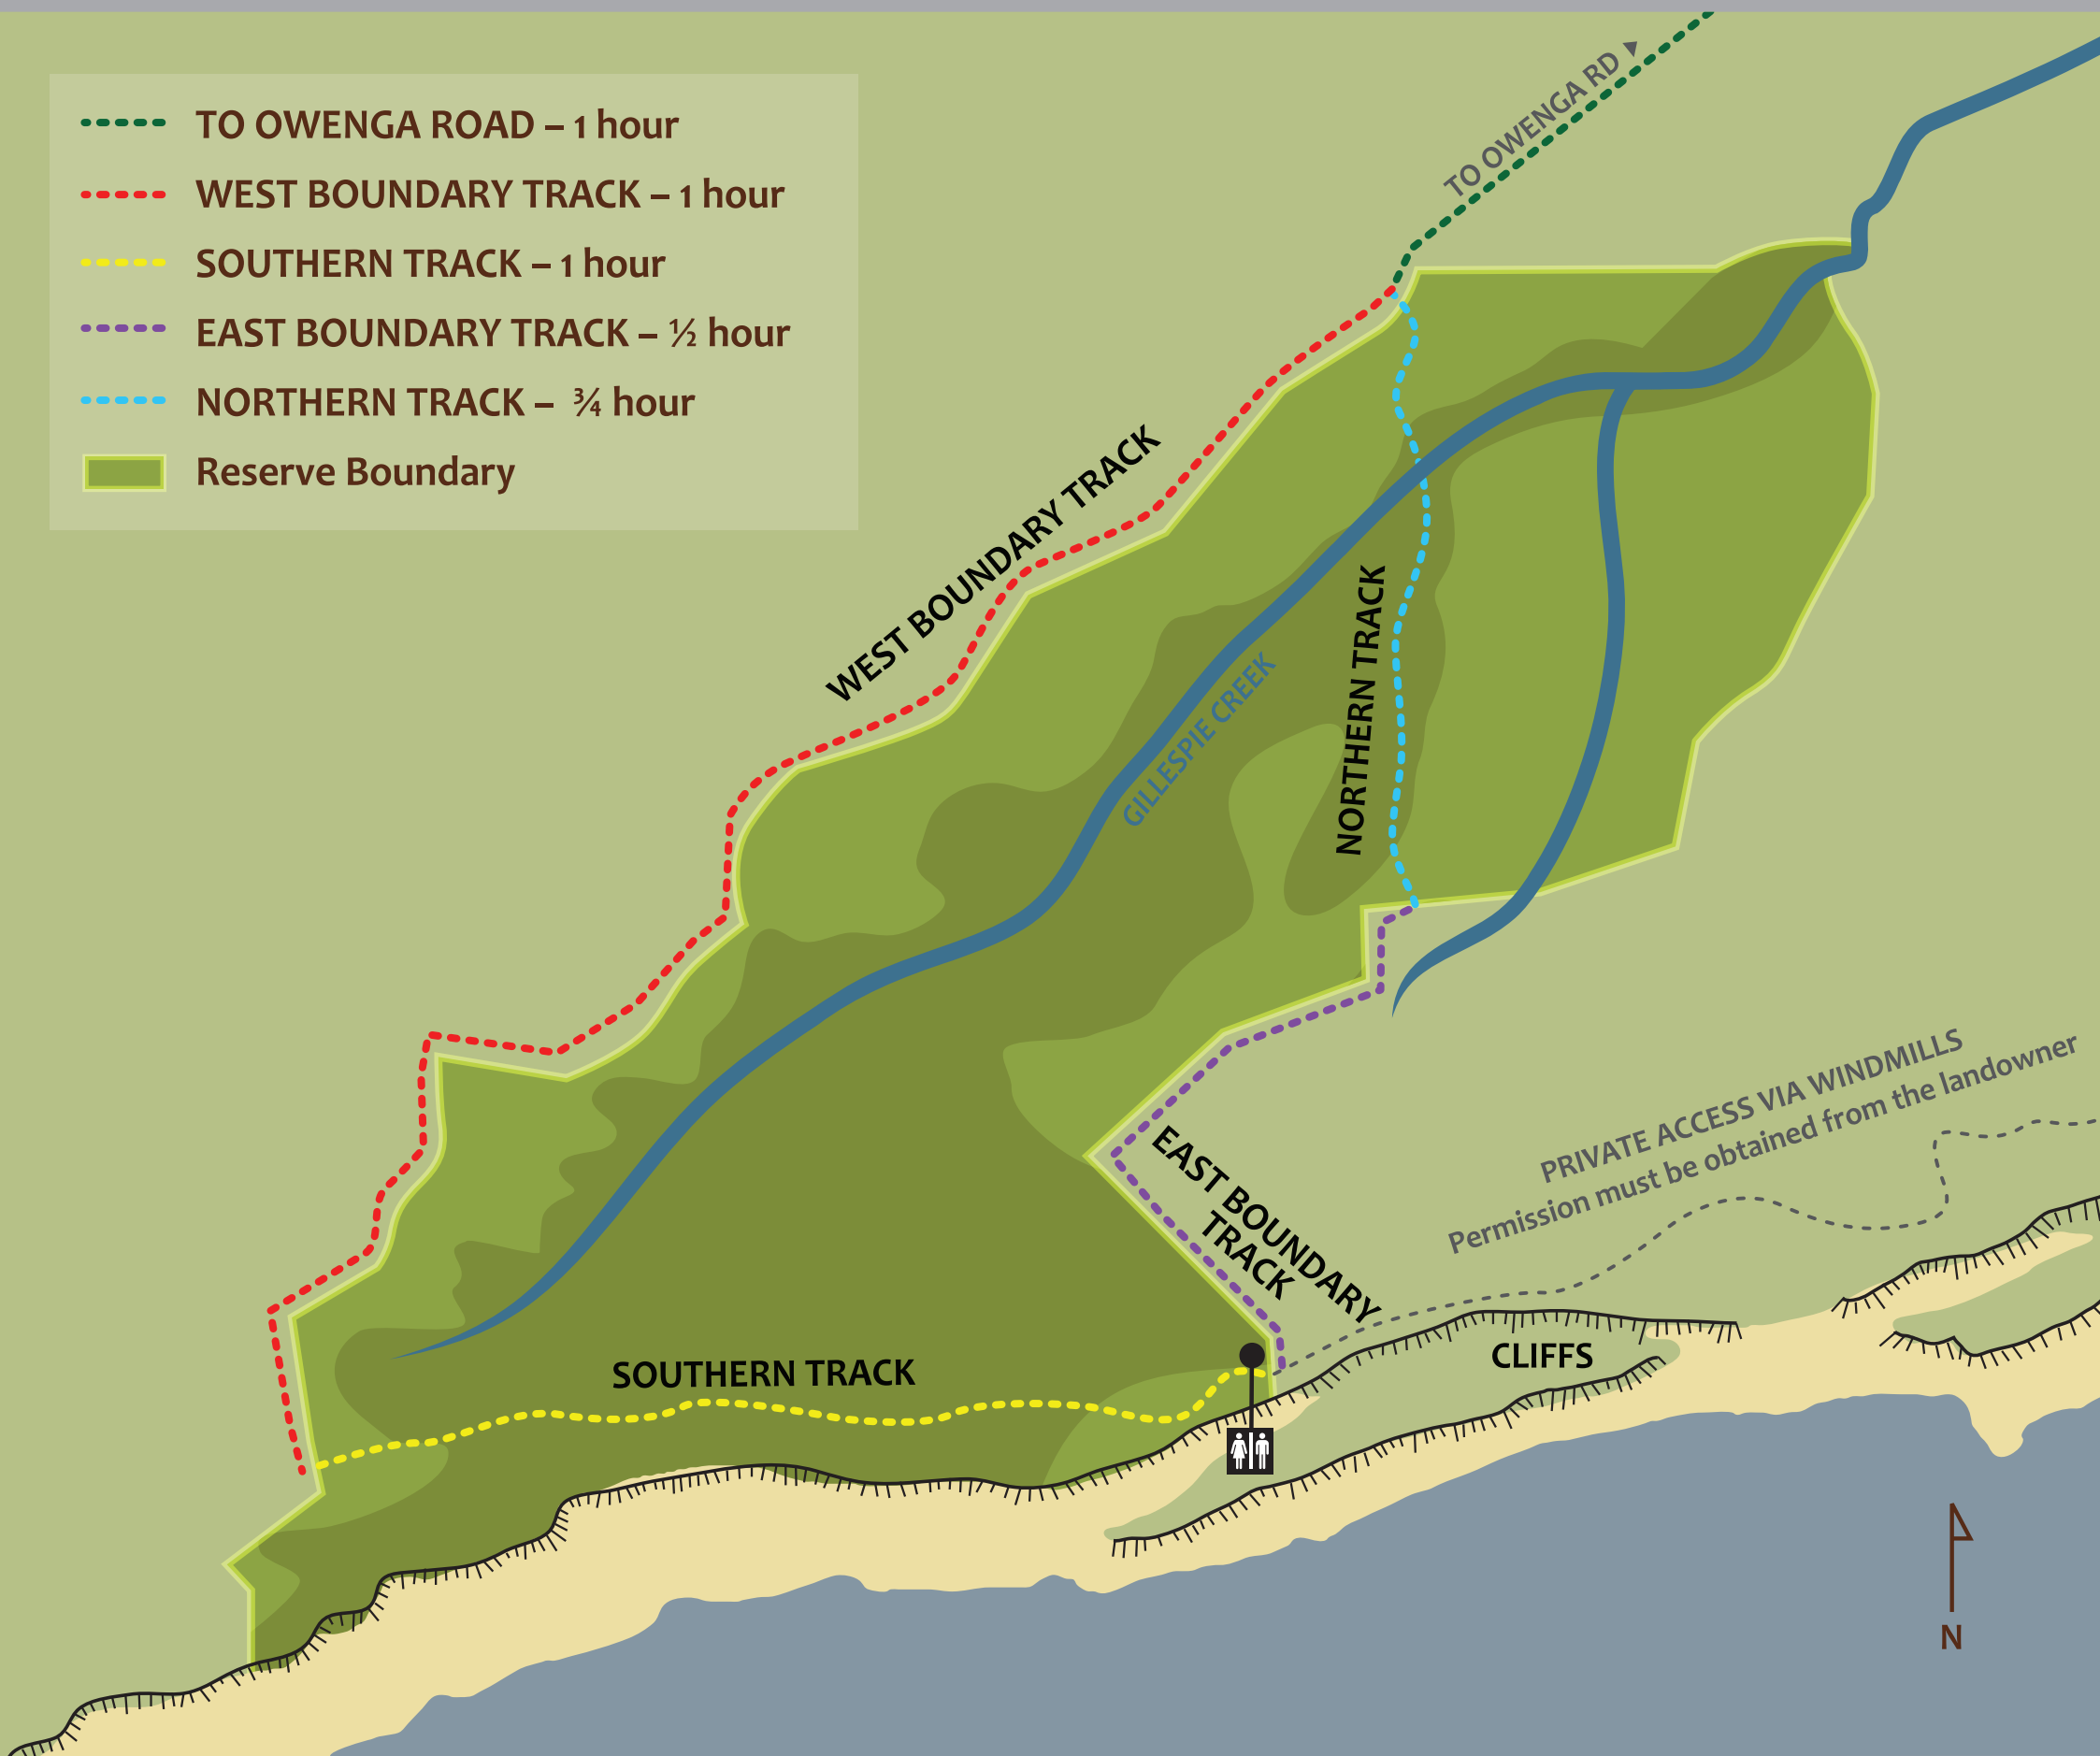 TO OWENGA ROAD – 1 hour
WEST BOUNDARY TRACK – 1 hour
SOUTHERN TRACK – 1 hour
EAST BOUNDARY TRACK – ½ hour
NORTHERN TRACK – ¾ hour
Reserve Boundary
TO OWENGA RD
WEST BOUNDARY TRACK
NORTHERN TRACK
GILLESPIE CREEK
PRIVATE ACCESS VIA WINDMILLS
Permission must be obtained from the landowner
EAST BOUNDARY
TRACK
SOUTHERN TRACK
CLIFFS
N